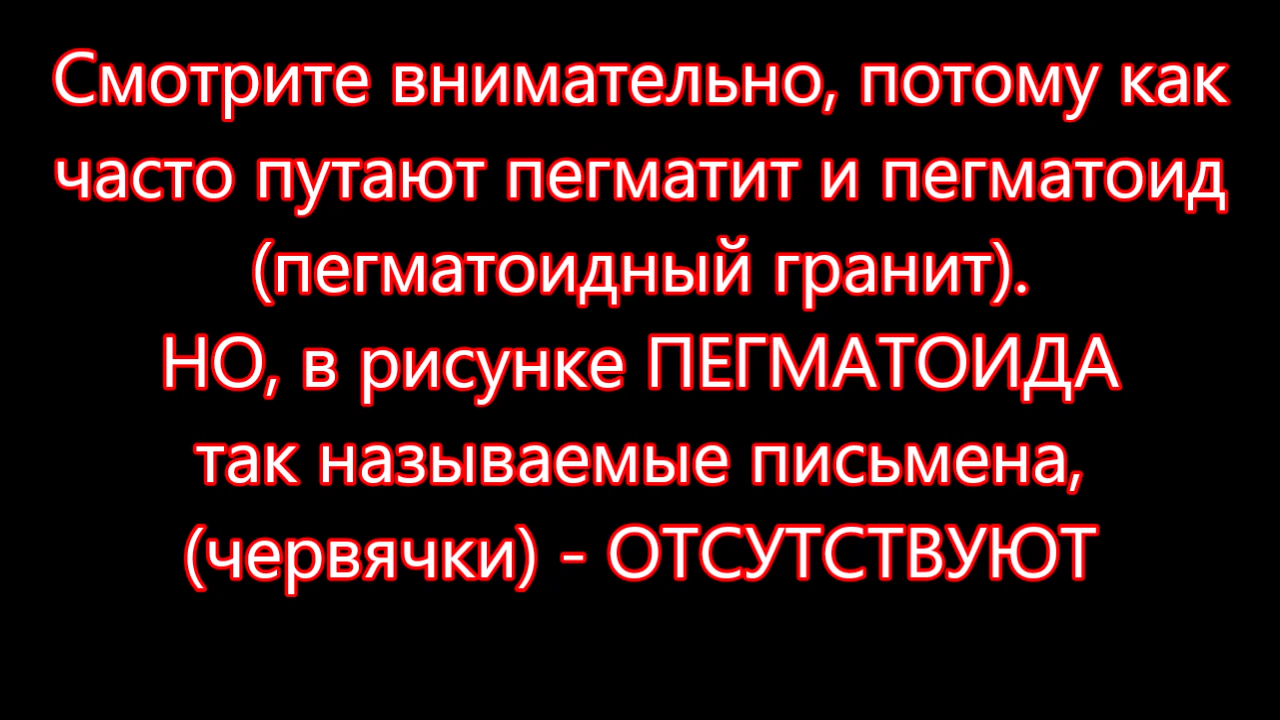 Смотрите внимательно, потому как
часто путают пегматит и пегматоид
(пегматоидный гранит).
НО, в рисунке ПЕГМАТОИДА
так называемые письмена,
(червячки) - ОТСУТСТВУЮТ